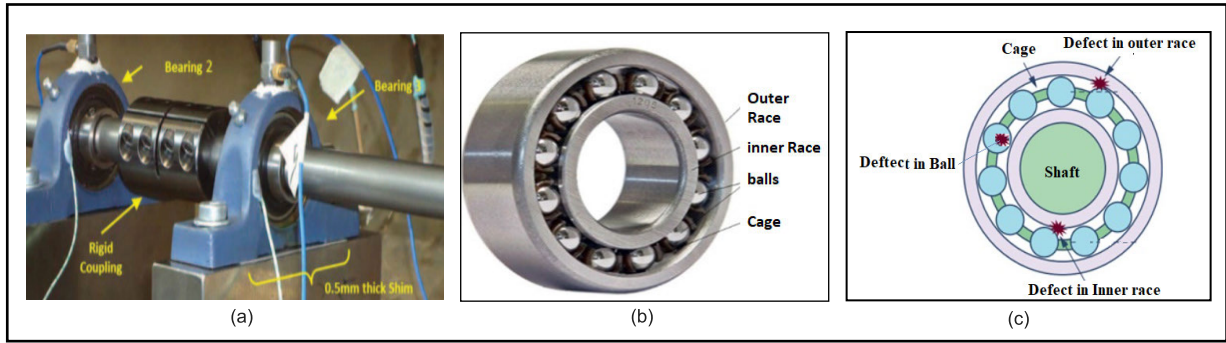 Bearing 2
Bearing
Rigid
Coupling
0.5mm thick Shim
(a)
Outer
Race
inner Race
balls
Cage
(b)
Cage
Defect in outer race
Defect in Ball
Shaft
Defect in Inner race
(c)